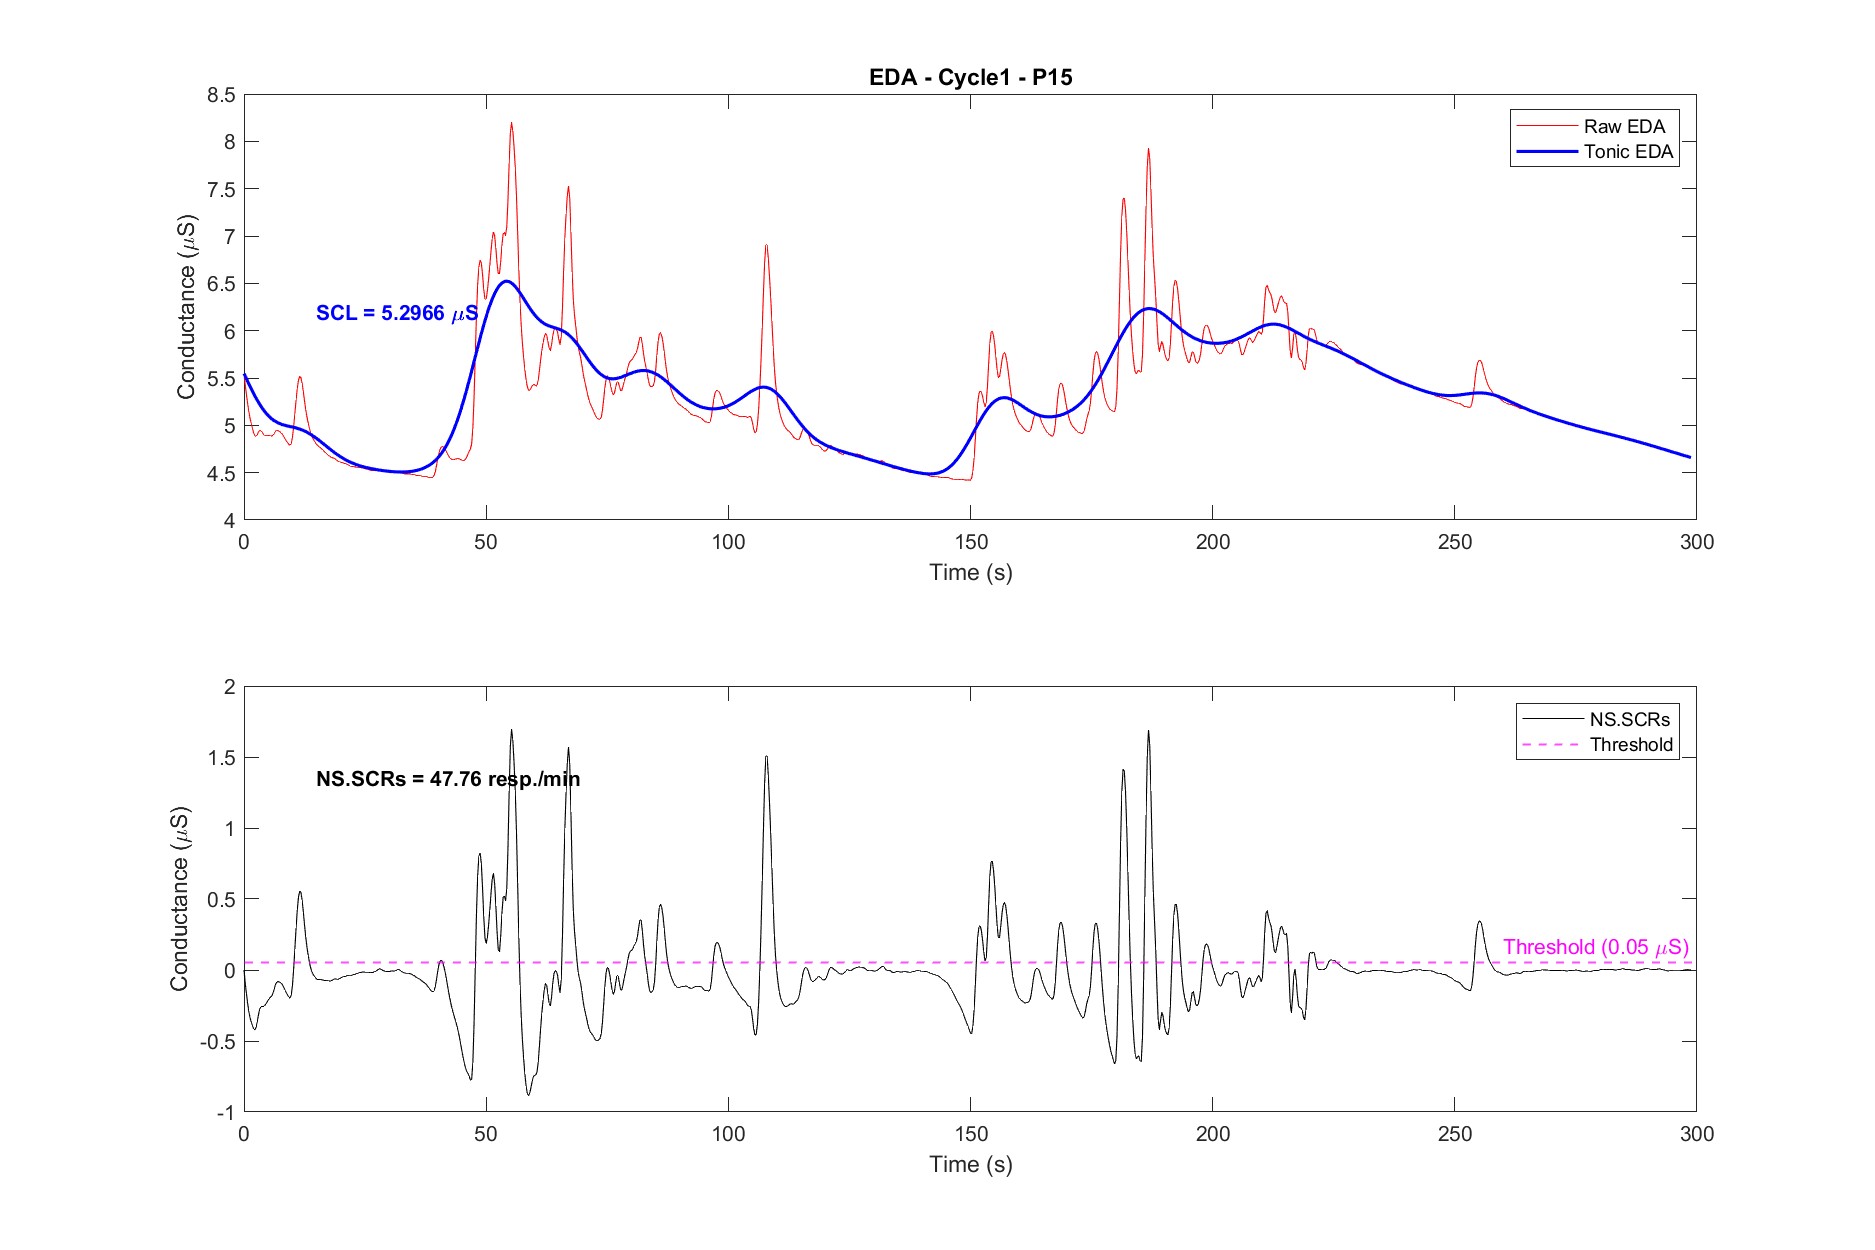 EDA - Cycle1 - P15
8.5
8
7.5
7
6.5
6
5.5
5
4.5
4
Conductance (μS)
Raw EDA
Tonic EDA
SCL = 5.2966 μS
0
50
100
150
200
250
300
Time (s)
2
1.5
1
0.5
0
-0.5
-1
Conductance (μS)
NS.SCRs
Threshold
NS.SCRs = 47.76 resp./min
Threshold (0.05 μS)
0
50
100
150
200
250
300
Time (s)